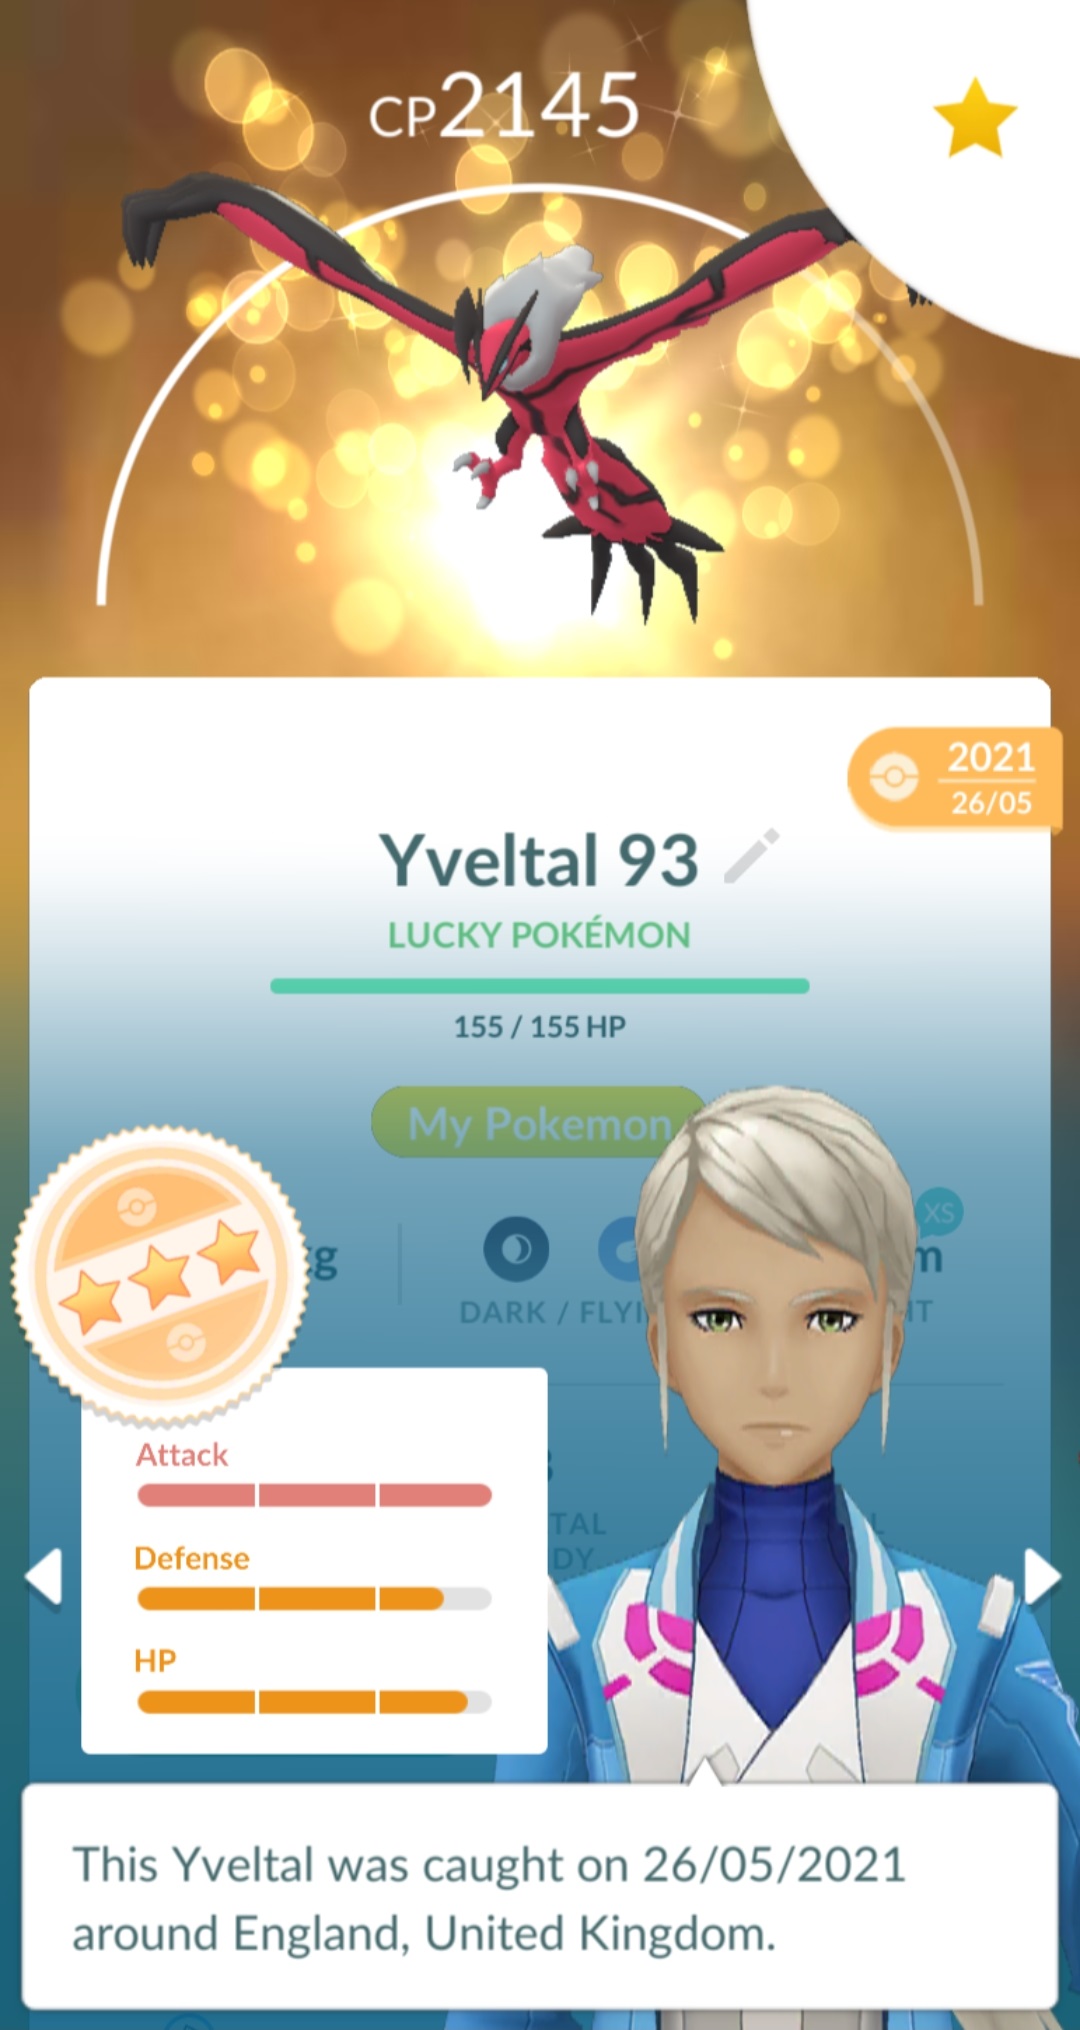 CP2145
2021
26/05
Yveltal 93
LUCKY POKÉMON
155 / 155 HP
My Pokemon
XS
DARK /
Attack
Defense
HP
This Yveltal was caught on 26/05/2021
around England, United Kingdom.